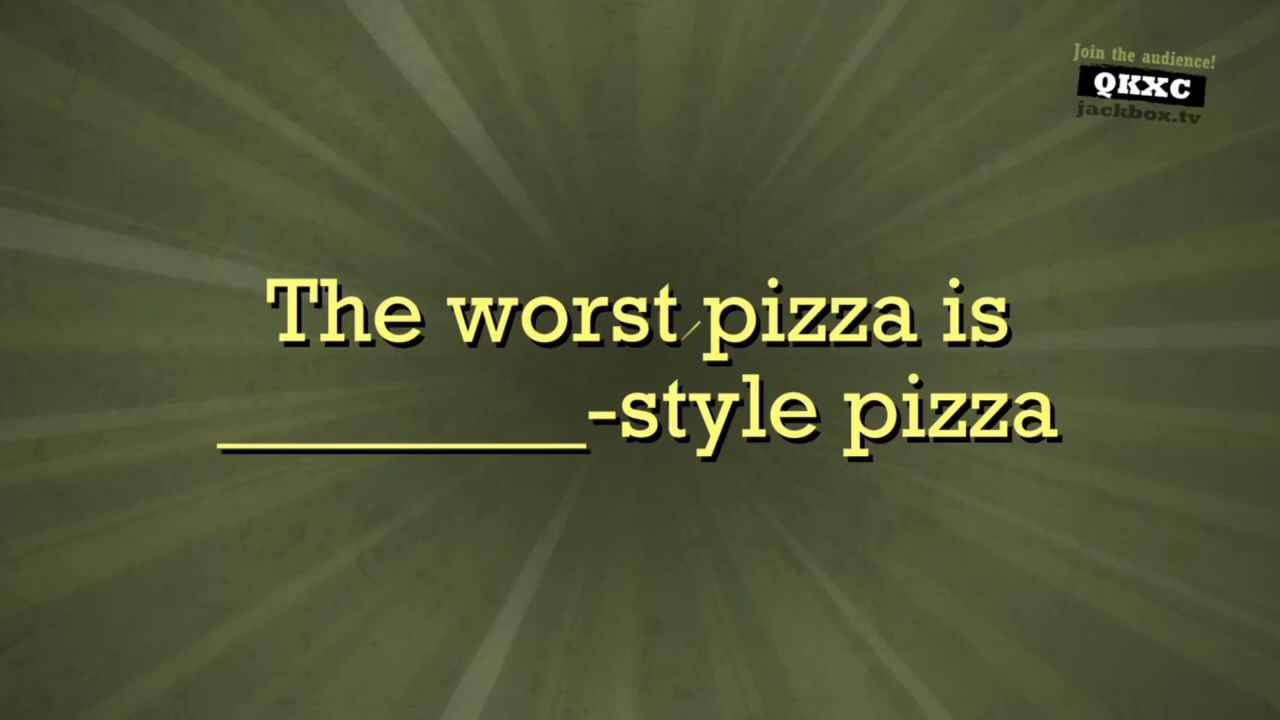 Join the audience!
QKXC
jackbox.tv
The worst pizza is
_________-style pizza